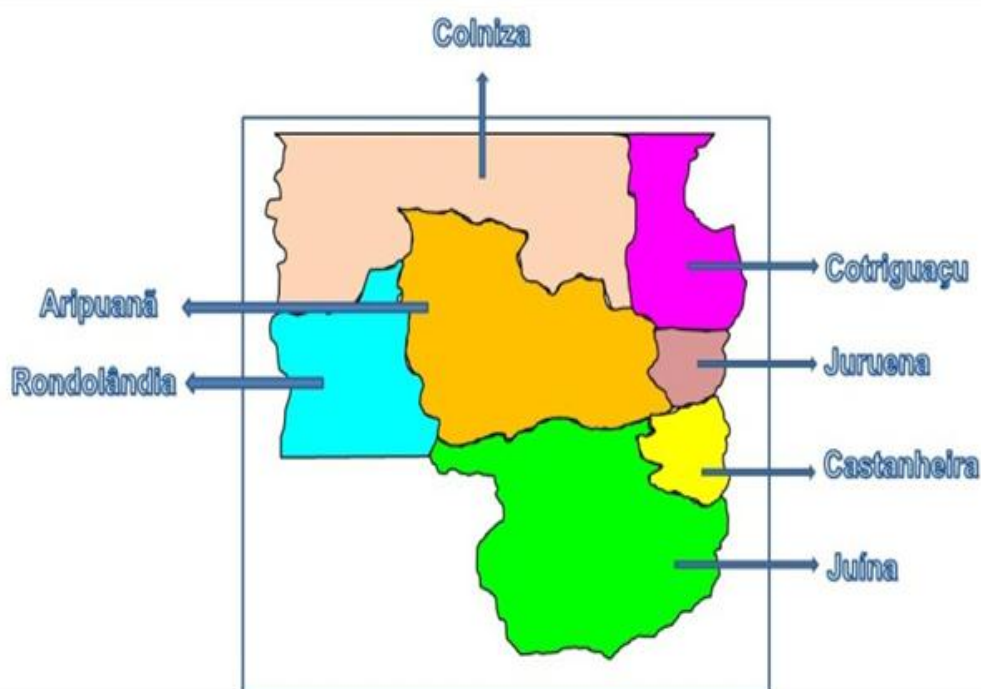 Colniza
Cotriguaçu
Aripuanã
Juruena
Rondolândia
Castanheira
Juína